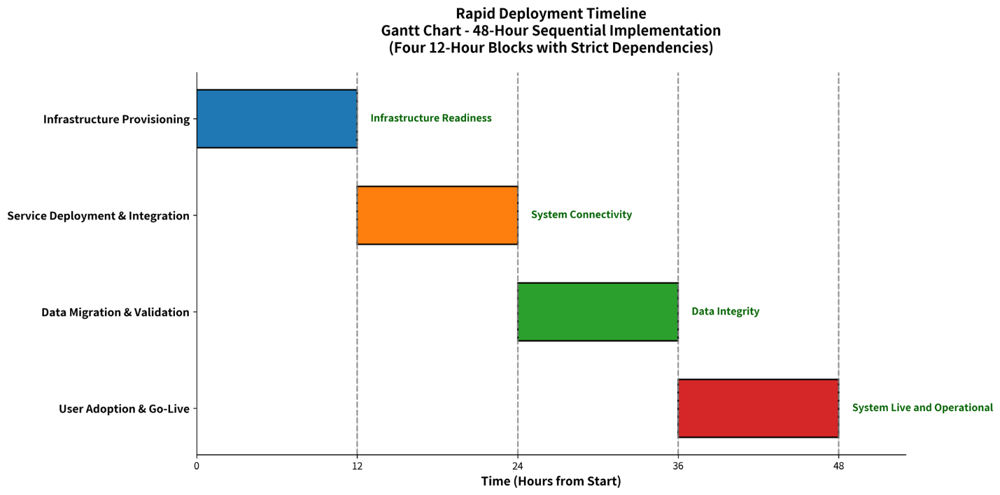 Rapid Deployment Timeline
Gantt Chart - 48-Hour Sequential Implementation
(Four 12-Hour Blocks with Strict Dependencies)
Infrastructure Provisioning
Infrastructure Readiness
Service Deployment & Integration
System Connectivity
Data Migration & Validation
Data Integrity
User Adoption & Go-Live
System Live and Operational
0 12 24 36 48
Time (Hours from Start)